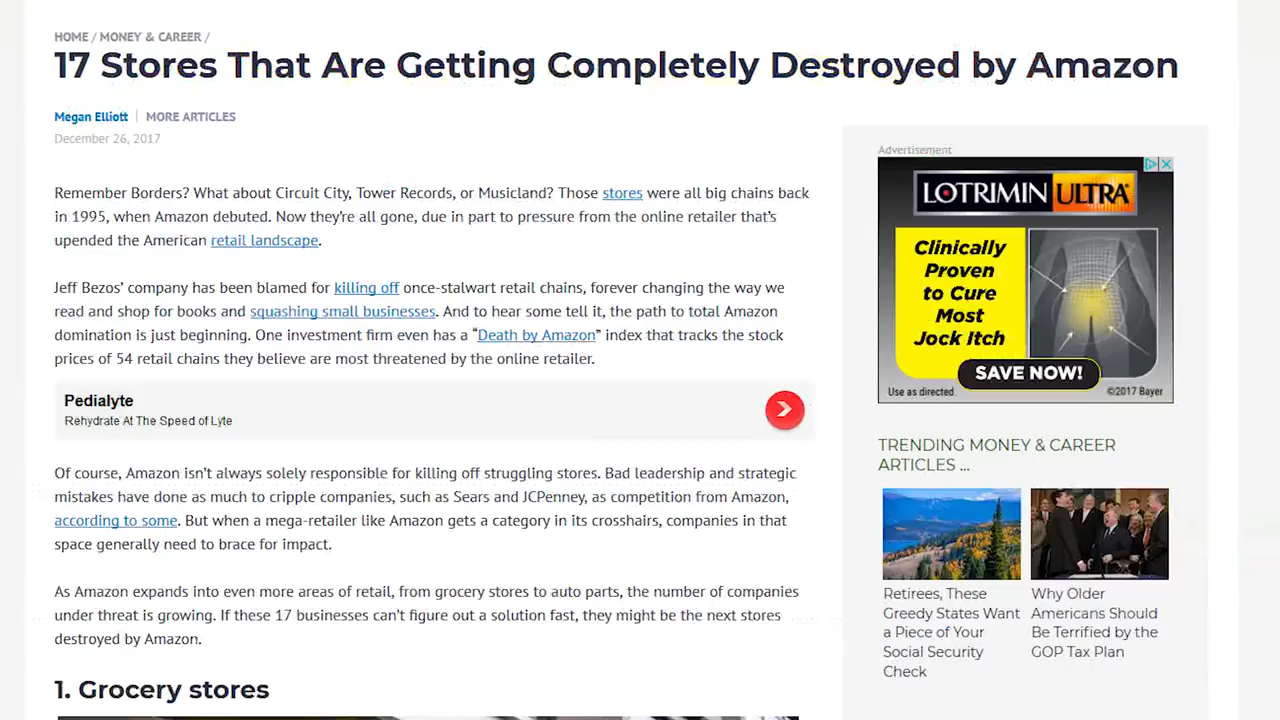 HOME / MONEY & CAREER /
17 Stores That Are Getting Completely Destroyed by Amazon
Megan Elliott | MORE ARTICLES
December 26, 2017
Remember Borders? What about Circuit City, Tower Records, or Musicland? Those stores were all big chains back
in 1995, when Amazon debuted. Now they're all gone, due in part to pressure from the online retailer that's
upended the American retail landscape.
Jeff Bezos' company has been blamed for killing off once-stalwart retail chains, forever changing the way we
read and shop for books and squashing small businesses. And to hear some tell it, the path to total Amazon
domination is just beginning. One investment firm even has a “Death by Amazon” index that tracks the stock
prices of 54 retail chains they believe are most threatened by the online retailer.
Pedialyte
Rehydrate At The Speed of Lyte
Of course, Amazon isn't always solely responsible for killing off struggling stores. Bad leadership and strategic
mistakes have done as much to cripple companies, such as Sears and JCPenney, as competition from Amazon,
according to some. But when a mega-retailer like Amazon gets a category in its crosshairs, companies in that
space generally need to brace for impact.
As Amazon expands into even more areas of retail, from grocery stores to auto parts, the number of companies
under threat is growing. If these 17 businesses can't figure out a solution fast, they might be the next stores
destroyed by Amazon.
1. Grocery stores
Advertisement
LOTRIMIN ULTRA
Clinically
Proven
to Cure
Most
Jock Itch
SAVE NOW!
Use as directed. ©2017 Bayer
TRENDING MONEY & CAREER
ARTICLES ...
Retirees, These
Greedy States Want
a Piece of Your
Social Security
Check
Why Older
Americans Should
Be Terrified by the
GOP Tax Plan